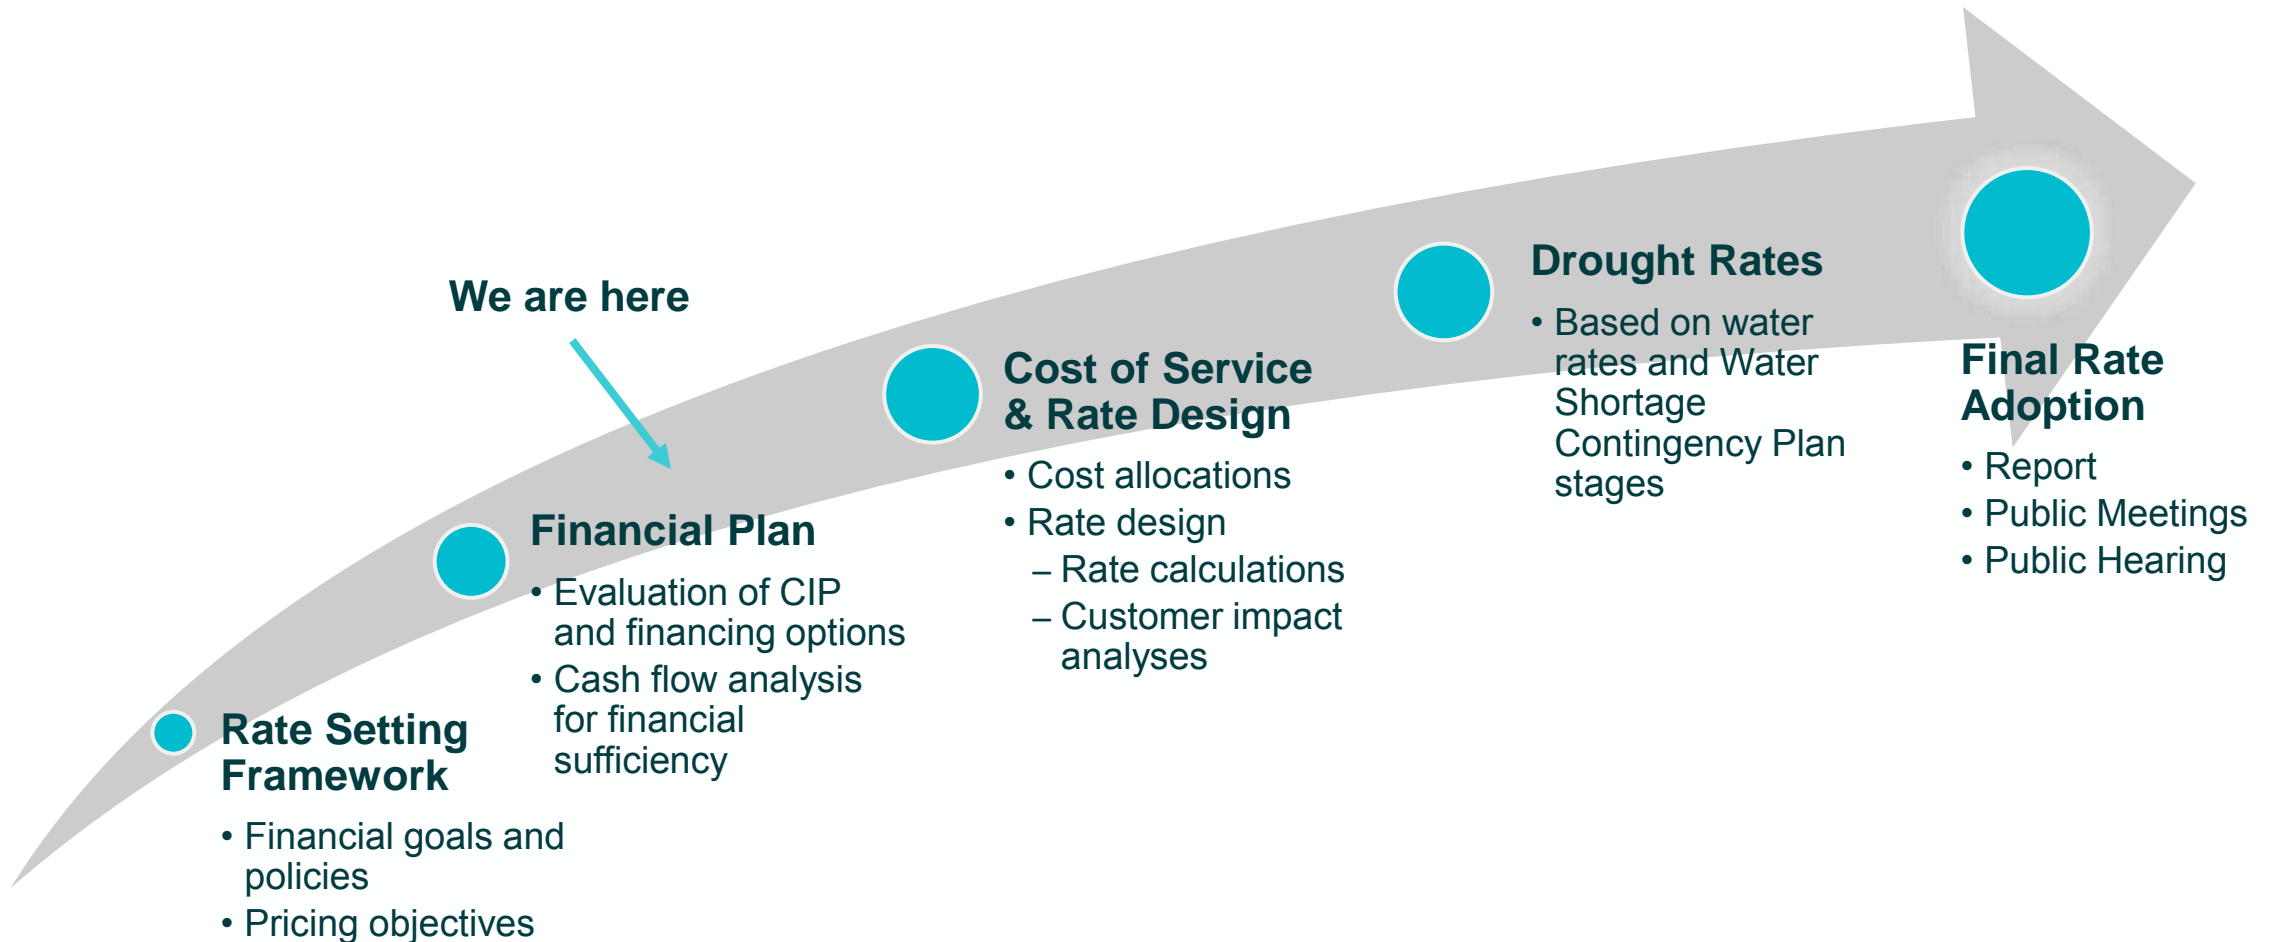 We are here
Rate Setting
Framework
• Financial goals and
policies
• Pricing objectives
Financial Plan
• Evaluation of CIP
and financing options
• Cash flow analysis
for financial
sufficiency
Cost of Service
& Rate Design
• Cost allocations
• Rate design
– Rate calculations
– Customer impact
analyses
Drought Rates
• Based on water
rates and Water
Shortage
Contingency Plan
stages
Final Rate
Adoption
• Report
• Public Meetings
• Public Hearing